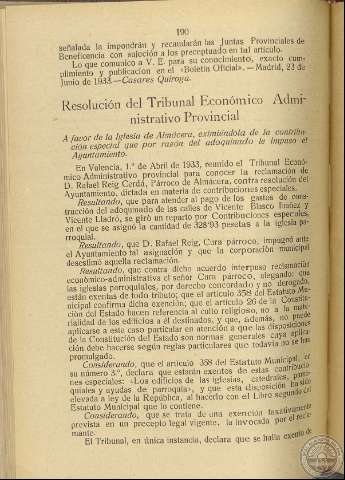 190
señalada la impondrán y recaudarán las Juntas Provinciales de
Beneficencia con sujeción a los preceptuado en tal artículo.
Lo que comunico a V. E. para su conocimiento, exacto cum-
plimiento y publicación en el «Boletín Oficial». — Madrid, 23 de
Junio de 1933.—Casares Quiroga.
Resolución del Tribunal Económico Admi-
nistrativo Provincial
A favor de la Iglesia de Almácera, eximiéndola de la contribu-
ción especial que por razón del adoquinado le impuso el
Ayuntamiento.
En Valencia, 1.º de Abril de 1933, reunido el Tribunal Econó-
mico Administrativo provincial para conocer la reclamación de
D. Rafael Reig Cerdá, Párroco de Almácera, contra resolución del
Ayuntamiento, dictada en materia de contribuciones especiales.
Resultando, que para atender al pago de los gastos de cons-
trucción del adoquinado de las calles de Vicente Blasco Ibáñez y
Vicente Lladró, se giró un reparto por Contribuciones especiales,
en el que se asignó la cantidad de 328'93 pesetas a la iglesia pa-
rroquial.
Resultando, que D. Rafael Reig, Cura párroco, impugnó ante
el Ayuntamiento tal asignación y que la corporación municipal
desestimó aquella reclamación.
Resultando, que contra dicho acuerdo interpuso reclamación
económico-administrativa el señor Cura párroco, alegando: que
las iglesias parroquiales, por derecho concordado y no derogado,
están exentas de todo tributo; que el artículo 358 del Estatuto Mu-
nicipal confirma dicha exención; que el artículo 26 de la Constitu-
ción del Estado hacen referencia al culto religioso, no a la mate-
rialidad de los edificios a él destinados, y que, además, no puede
aplicarse a este caso particular en atención a que las disposiciones
de la Constitución del Estado son normas generales cuya aplica-
ción debe hacerse según reglas particulares que todavía no se han
promulgado.
Considerando, que el artículo 358 del Estatuto Municipal, en
su número 3.º, declara que estarán exentos de estas contribucio-
nes especiales: «Los edificios de las iglesias, catedrales, parro-
quiales y ayudas de parroquia», y que esta disposición ha sido
elevada a ley de la República, al hacerlo con el Libro segundo del
Estatuto Municipal que lo contiene.
Considerando, que se trata de una exención taxativamente
prevista en un precepto legal vigente, la invocada por el recla-
mante.
El Tribunal, en única instancia, declara que se halla exento de